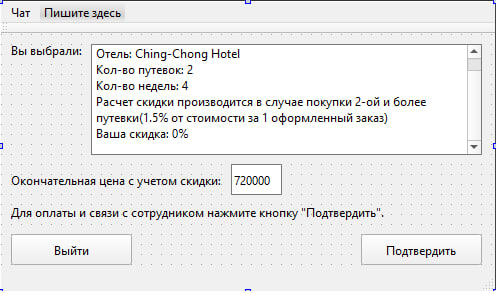 Чат Пишите здесь
Вы выбрали:
Отель: Ching-Chong Hotel
Кол-во путевок: 2
Кол-во недель: 4
Расчет скидки производится в случае покупки 2-ой и более
путевки(1.5% от стоимости за 1 оформленный заказ)
Ваша скидка: 0%
Окончательная цена с учетом скидки: 720000
Для оплаты и связи с сотрудником нажмите кнопку "Подтвердить".
Выйти Подтвердить